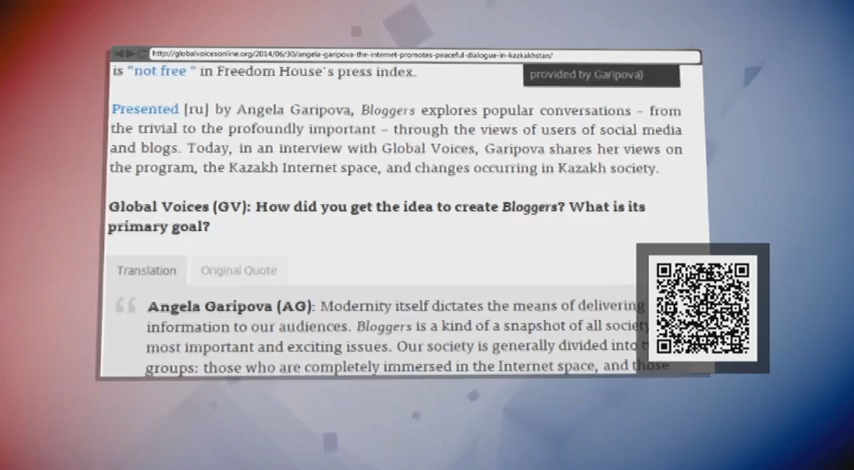 http://globalvoicesonline.org/2014/06/30/angela-garipova-the-internet-promotes-peaceful-dialogue-in-kazkakhstan/
is "not free " in Freedom House's press index.
provided by Garipova)
Presented [ru] by Angela Garipova, Bloggers explores popular conversations – from
the trivial to the profoundly important – through the views of users of social media
and blogs. Today, in an interview with Global Voices, Garipova shares her views on
the program, the Kazakh Internet space, and changes occurring in Kazakh society.
Global Voices (GV): How did you get the idea to create Bloggers? What is its
primary goal?
Translation
Original Quote
Angela Garipova (AG): Modernity itself dictates the means of delivering
information to our audiences. Bloggers is a kind of a snapshot of all society
most important and exciting issues. Our society is generally divided into
groups: those who are completely immersed in the Internet space, and those